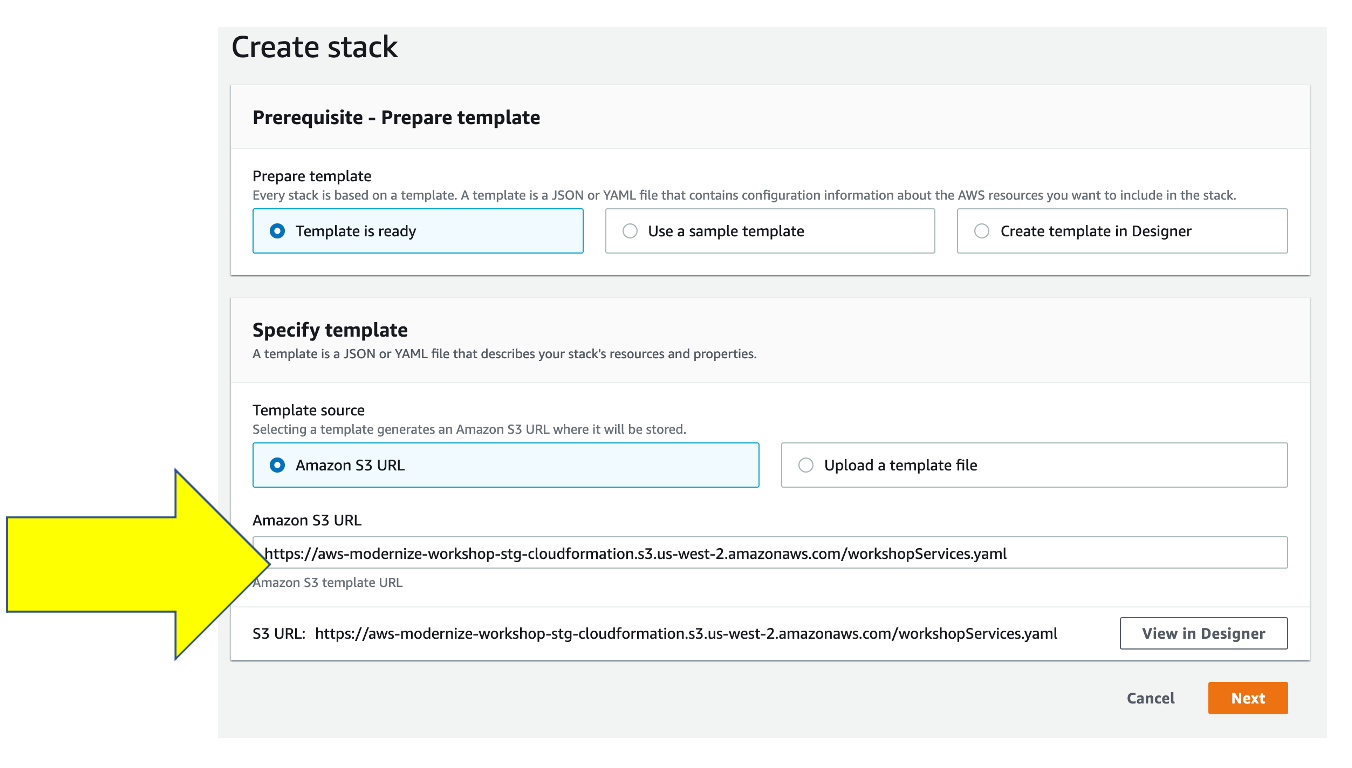 Create stack
Prerequisite - Prepare template
Prepare template
Every stack is based on a template. A template is a JSON or YAML file that contains configuration information about the AWS resources you want to include in the stack.
Template is ready
Use a sample template
Create template in Designer
Specify template
A template is a JSON or YAML file that describes your stack's resources and properties.
Template source
Selecting a template generates an Amazon S3 URL where it will be stored.
Amazon S3 URL
Upload a template file
Amazon S3 URL
https://aws-modernize-workshop-stg-cloudformation.s3.us-west-2.amazonaws.com/workshopServices.yaml
Amazon S3 template URL
S3 URL: https://aws-modernize-workshop-stg-cloudformation.s3.us-west-2.amazonaws.com/workshopServices.yaml
View in Designer
Cancel
Next